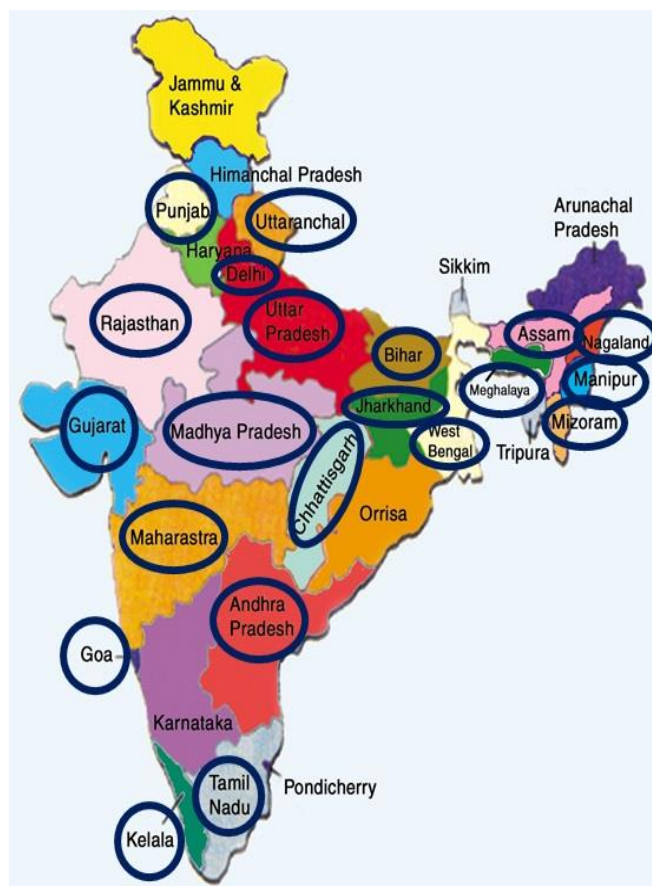 Jammu &
Kashmir
Himanchal Pradesh
Punjab
Uttaranchal
Arunachal
Pradesh
Haryana
Delhi
Sikkim
Rajasthan
Uttar
Pradesh
Assam
Nagaland
Bihar
Meghalaya
Manipur
Jharkhand
Gujarat
Madhya Pradesh
West
Bengal
Mizoram
Tripura
Chhattisgarh
Orrisa
Maharastra
Andhra
Pradesh
Goa
Karnataka
Tamil
Nadu
Pondicherry
Kelala